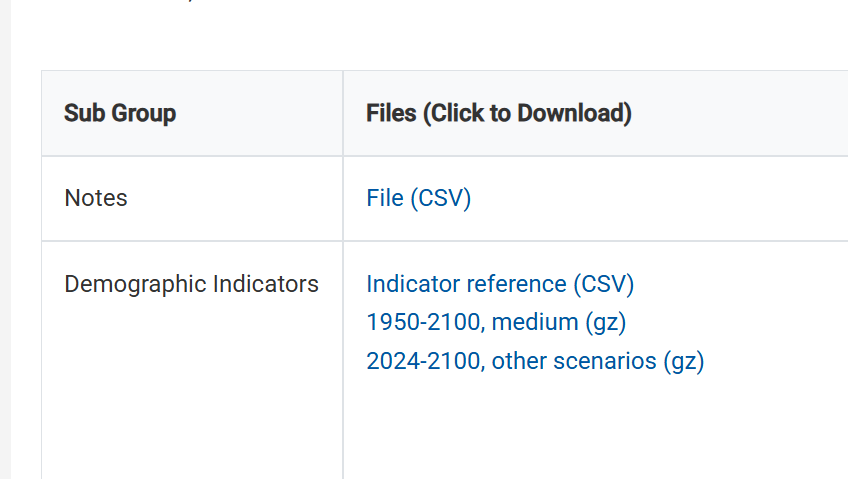 Sub Group
Files (Click to Download)
Notes
File (CSV)
Demographic Indicators
Indicator reference (CSV)
1950-2100, medium (gz)
2024-2100, other scenarios (gz)